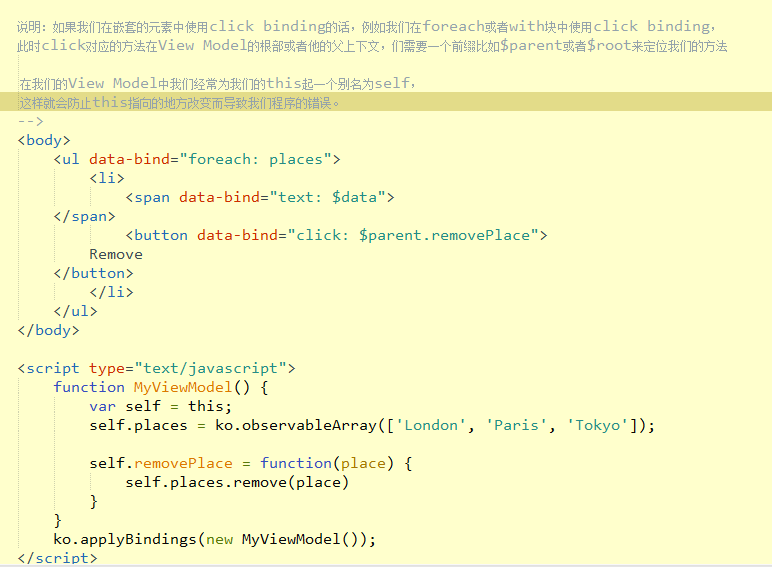 说明：如果我们在嵌套的元素中使用click binding的话，例如我们在foreach或者with块中使用click binding，
此时click对应的方法在View Model的根部或者他的父上下文，们需要一个前缀比如$parent或者$root来定位我们的方法
在我们的View Model中我们经常为我们的this起一个别名为self，
这样就会防止this指向的地方改变而导致我们程序的错误。
-->
<body>
    <ul data-bind="foreach: places">
        <li>
            <span data-bind="text: $data">
    </span>
            <button data-bind="click: $parent.removePlace">
        Remove
    </button>
        </li>
    </ul>
</body>
<script type="text/javascript">
    function MyViewModel() {
        var self = this;
        self.places = ko.observableArray(['London', 'Paris', 'Tokyo']);
        self.removePlace = function(place) {
            self.places.remove(place)
        }
    }
    ko.applyBindings(new MyViewModel());
</script>